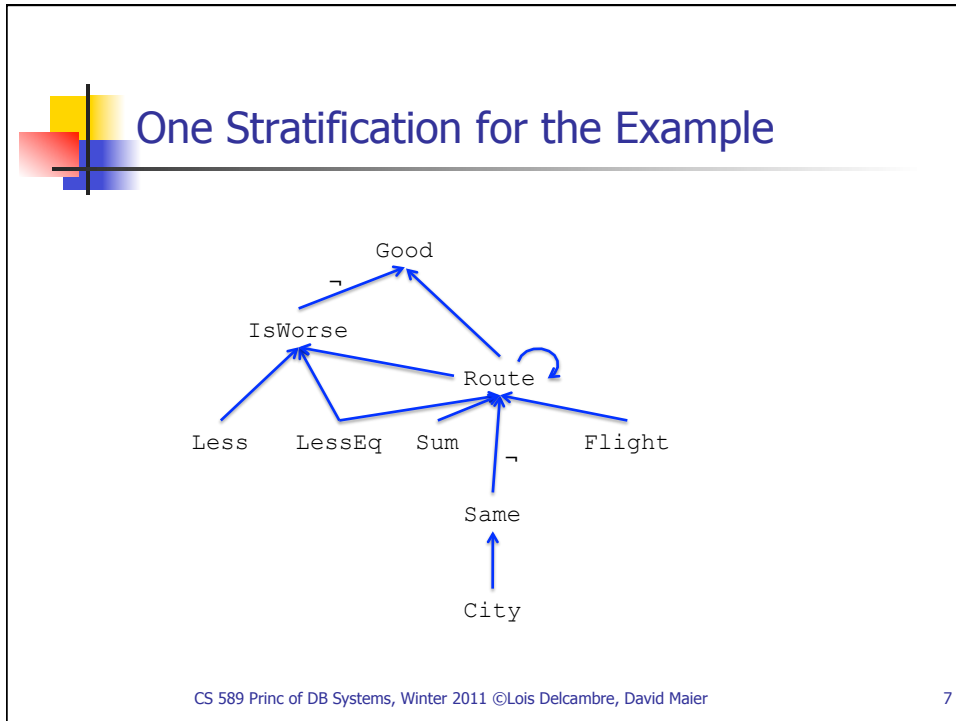 One Stratification for the Example
Good
¬
IsWorse
Route
Less LessEq Sum Flight
¬
Same
City
CS 589 Princ of DB Systems, Winter 2011 ©Lois Delcambre, David Maier 7